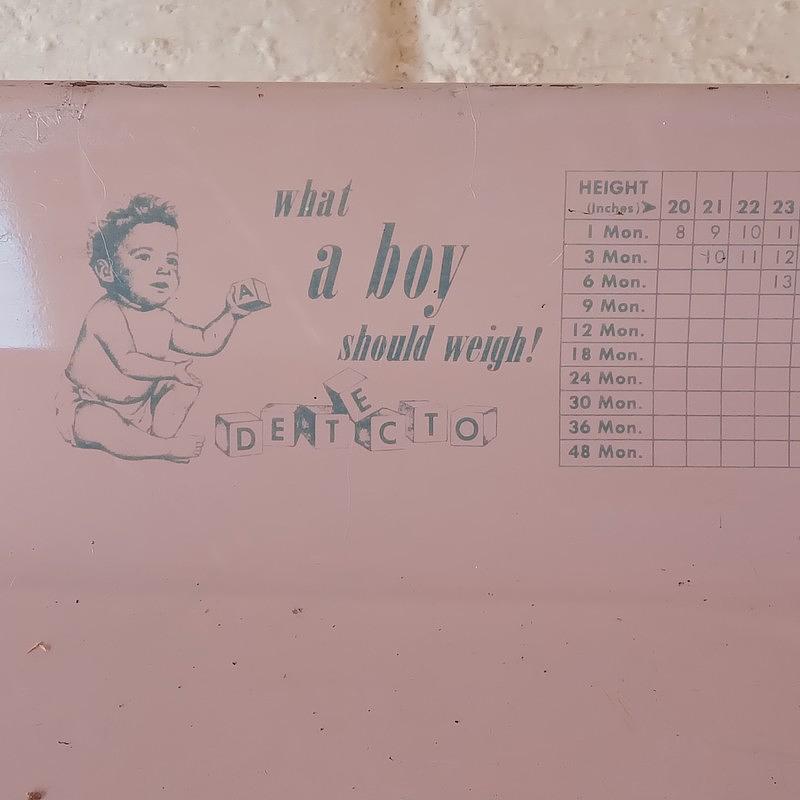 what
a boy
should weigh!
A
E
DETCTO
HEIGHT
(Inches) 20 21 22 23
1 Mon. 8 9 10 11
3 Mon. 10 11 12
6 Mon. 13
9 Mon.
12 Mon.
18 Mon.
24 Mon.
30 Mon.
36 Mon.
48 Mon.